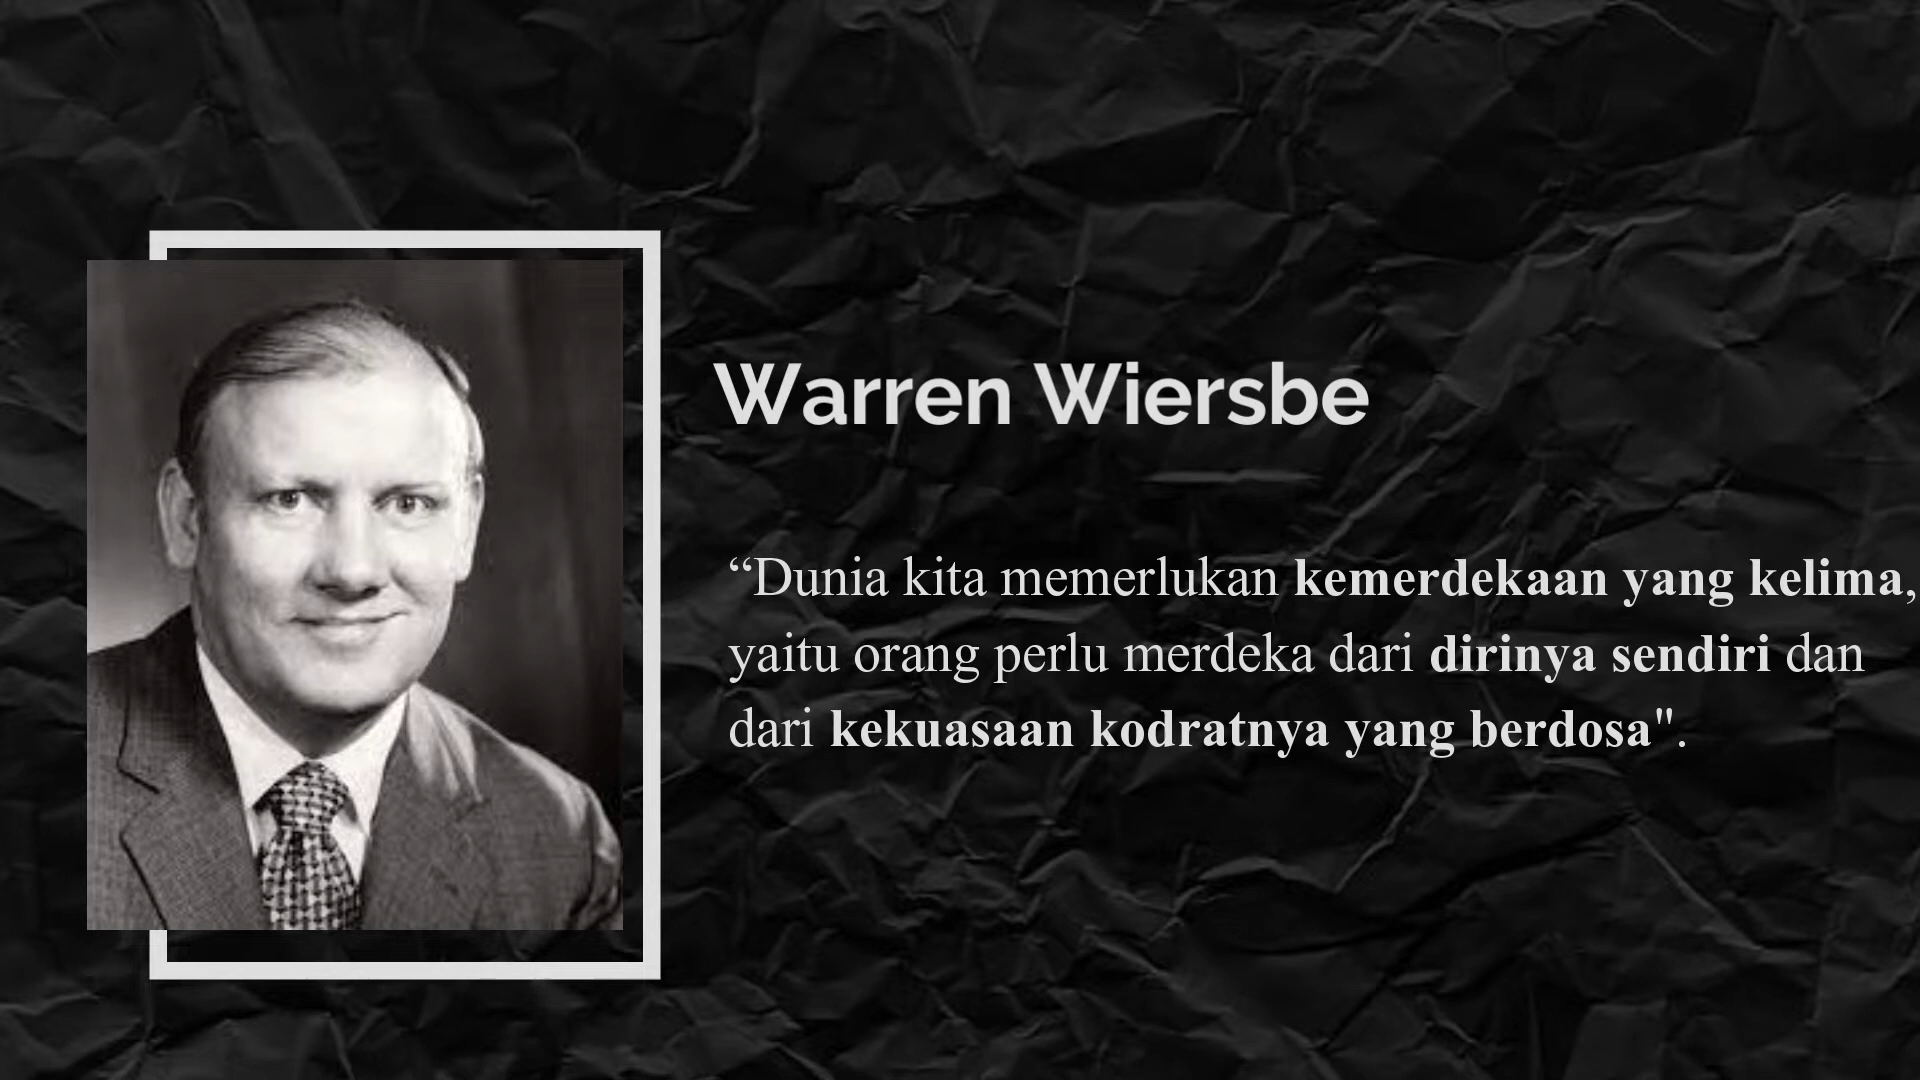 Warren Wiersbe
“Dunia kita memerlukan kemerdekaan yang kelima,
yaitu orang perlu merdeka dari dirinya sendiri dan
dari kekuasaan kodratnya yang berdosa".